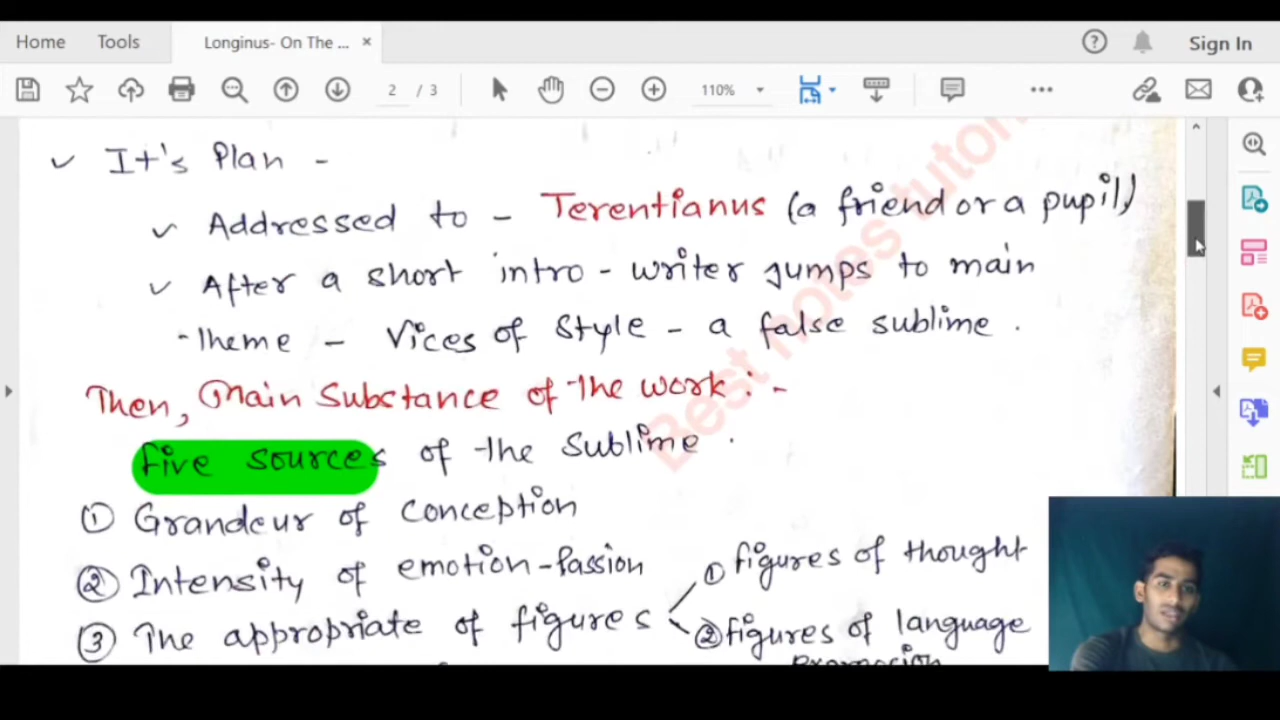 Home Tools Longinus- On The ... × Sign In
2 / 3 110%
It's Plan -
Addressed to - Terentianus (a friend or a pupil)
After a short intro - writer jumps to main
Theme - Vices of Style - a false sublime .
Then, Main Substance of the work : -
five sources of the Sublime .
① Grandeur of conception
② Intensity of emotion-Passion
③ The appropriate of figures
① figures of thought
② figures of language
Best notes tutor